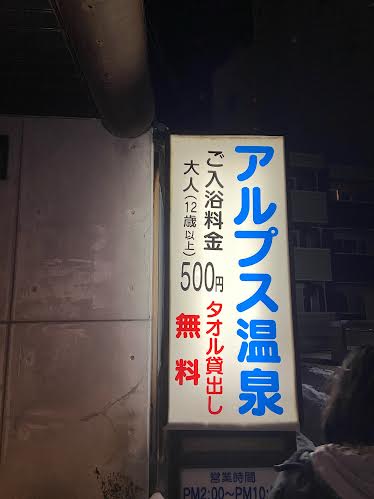 アルプス温泉
ご入浴料金
大人(12歳以上)
500円
タオル貸出し
無料
営業時間
PM2:00〜PM10: